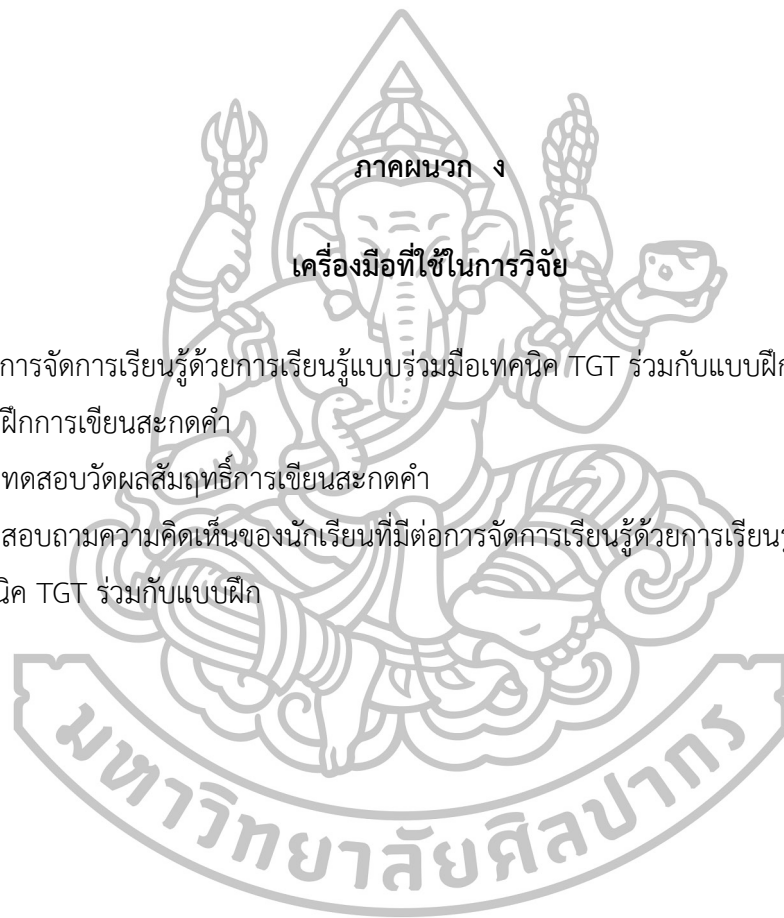 ภาคผนวก ง
เครื่องมือที่ใช้ในการวิจัย
การจัดการเรียนรู้ด้วยการเรียนรู้แบบร่วมมือเทคนิค TGT ร่วมกับแบบฝึก
ฝึกการเขียนสะกดคำ
ทดสอบวัดผลสัมฤทธิ์การเขียนสะกดคำ
สอบถามความคิดเห็นของนักเรียนที่มีต่อการจัดการเรียนรู้ด้วยการเรียนรู้
นิค TGT ร่วมกับแบบฝึก
มหาวิทยาลัยศิลปากร